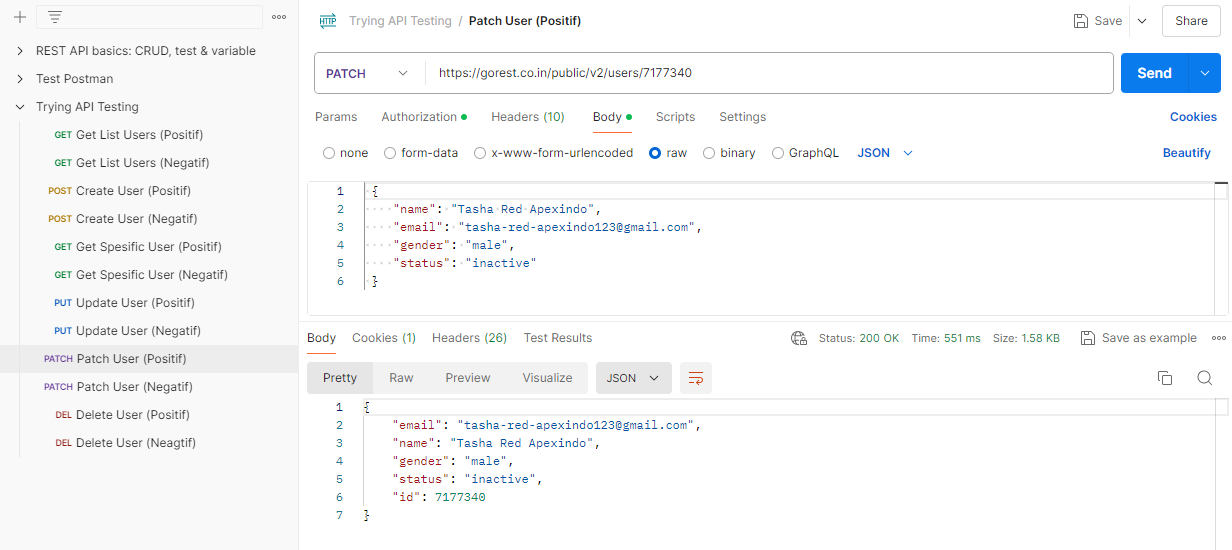 HTTP Trying API Testing / Patch User (Positif) Save Share
REST API basics: CRUD, test & variable
Test Postman
Trying API Testing
GET Get List Users (Positif)
GET Get List Users (Negatif)
POST Create User (Positif)
POST Create User (Negatif)
GET Get Spesific User (Positif)
GET Get Spesific User (Negatif)
PUT Update User (Positif)
PUT Update User (Negatif)
PATCH Patch User (Positif)
PATCH Patch User (Negatif)
DEL Delete User (Positif)
DEL Delete User (Neagtif)
PATCH https://gorest.co.in/public/v2/users/7177340 Send
Params Authorization Headers (10) Body Scripts Settings Cookies
none form-data x-www-form-urlencoded raw binary GraphQL JSON Beautify
1 {
2 "name": "Tasha Red Apexindo",
3 "email": "tasha-red-apexindo123@gmail.com",
4 "gender": "male",
5 "status": "inactive"
6 }
Body Cookies (1) Headers (26) Test Results Status: 200 OK Time: 551 ms Size: 1.58 KB Save as example
Pretty Raw Preview Visualize JSON
1 {
2 "email": "tasha-red-apexindo123@gmail.com",
3 "name": "Tasha Red Apexindo",
4 "gender": "male",
5 "status": "inactive",
6 "id": 7177340
7 }